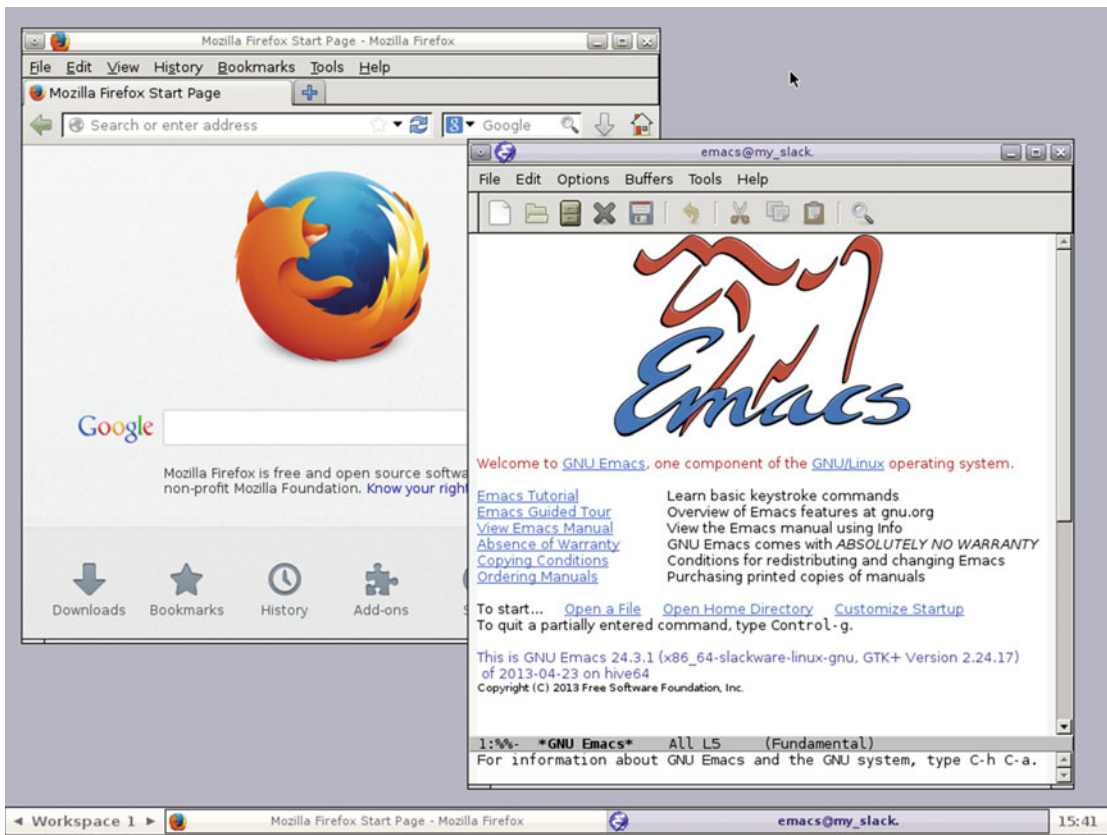 Mozilla Firefox Start Page - Mozilla Firefox
File Edit View History Bookmarks Tools Help
Mozilla Firefox Start Page
Search or enter address
Google
Google
Mozilla Firefox is free and open source softwa
non-profit Mozilla Foundation. Know your right
Downloads Bookmarks History Add-ons
emacs@my_slack.
File Edit Options Buffers Tools Help
Emacs
Welcome to GNU Emacs, one component of the GNU/Linux operating system.
Emacs Tutorial Learn basic keystroke commands
Emacs Guided Tour Overview of Emacs features at gnu.org
View Emacs Manual View the Emacs manual using Info
Absence of Warranty GNU Emacs comes with ABSOLUTELY NO WARRANTY
Copying Conditions Conditions for redistributing and changing Emacs
Ordering Manuals Purchasing printed copies of manuals
To start... Open a File Open Home Directory Customize Startup
To quit a partially entered command, type Control-g.
This is GNU Emacs 24.3.1 (x86_64-slackware-linux-gnu, GTK+ Version 2.24.17)
of 2013-04-23 on hive64
Copyright (C) 2013 Free Software Foundation, Inc.
1:%%- *GNU Emacs* All L5 (Fundamental)
For information about GNU Emacs and the GNU system, type C-h C-a.
Workspace 1 Mozilla Firefox Start Page - Mozilla Firefox emacs@my_slack. 15:41